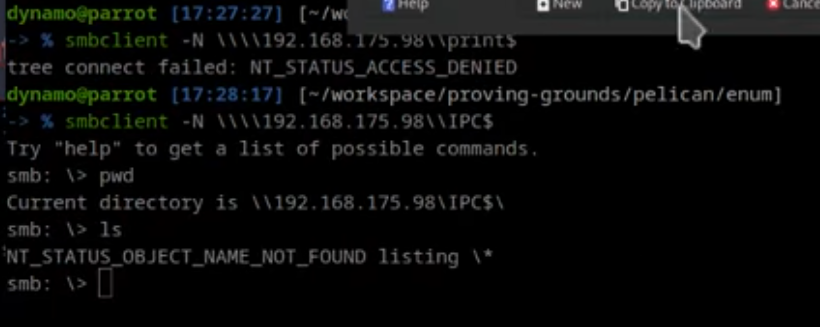 Help New Copy to Clipboard
dynamo@parrot [17:27:27] [~/w
-> % smbclient -N \\\\192.168.175.98\\print$
tree connect failed: NT_STATUS_ACCESS_DENIED
dynamo@parrot [17:28:17] [~/workspace/proving-grounds/pelican/enum]
-> % smbclient -N \\\\192.168.175.98\\IPC$
Try "help" to get a list of possible commands.
smb: \> pwd
Current directory is \\192.168.175.98\IPC$\
smb: \> ls
NT_STATUS_OBJECT_NAME_NOT_FOUND listing \*
smb: \>